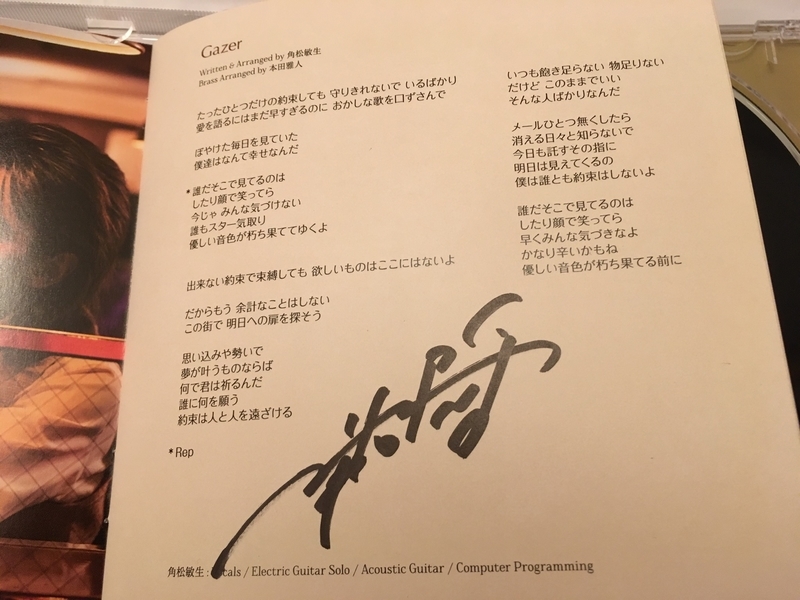 Gazer
Written & Arranged by 角松敏生
Brass Arranged by 本田雅人
たったひとつだけの約束しても 守りきれないで いるばかり
愛を語るにはまだ早すぎるのに おかしな歌を口ずさんで
ぼやけた毎日を見ていた
僕達はなんて幸せなんだ
*誰だそこで見てるのは
したり顔で笑ってら
今じゃ みんな気づけない
誰もスター気取り
優しい音色が朽ち果ててゆくよ
出来ない約束で束縛しても 欲しいものはここにはないよ
だからもう 余計なことはしない
この街で 明日への扉を探そう
思い込みや勢いで
夢が叶うものならば
何で君は祈るんだ
誰に何を願う
約束は人と人を遠ざける
*Rep
いつも飽き足らない 物足りない
だけど このままでいい
そんな人ばかりなんだ
メールひとつ無くしたら
消える日々と知らないで
今日も託すその指に
明日は見えてくるの
僕は誰とも約束はしないよ
誰だそこで見てるのは
したり顔で笑ってら
早くみんな気づきなよ
かなり辛いかもね
優しい音色が朽ち果てる前に
角松敏生 : Vocals / Electric Guitar Solo / Acoustic Guitar / Computer Programming